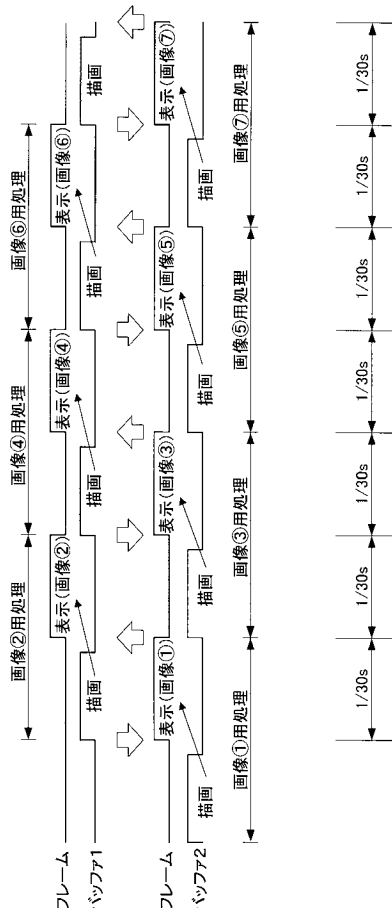 画像②用処理
画像④用処理
画像⑥用処理
フレーム
バッファ1
表示(画像②)
表示(画像④)
表示(画像⑥)
描画
描画
描画
描画
フレーム
バッファ2
表示(画像①)
表示(画像③)
表示(画像⑤)
表示(画像⑦)
描画
描画
描画
描画
画像①用処理
画像③用処理
画像⑤用処理
画像⑦用処理
1/30s
1/30s
1/30s
1/30s
1/30s
1/30s
1/30s